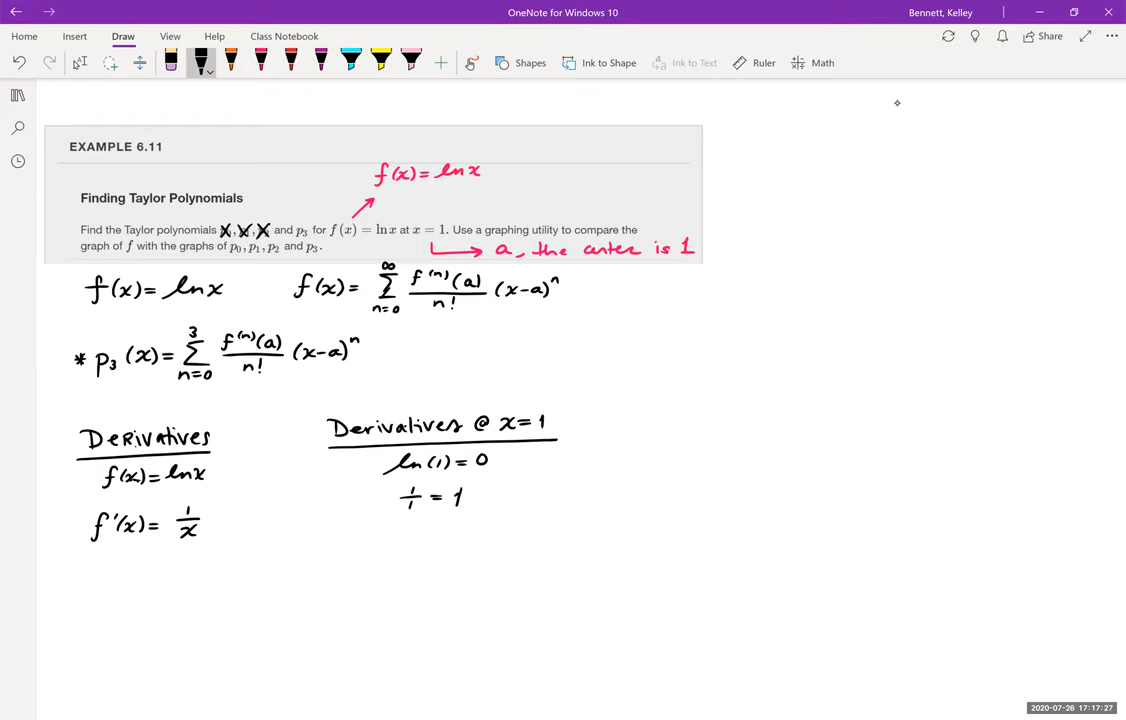 OneNote for Windows 10
Bennett, Kelley
Home Insert Draw View Help Class Notebook
Share
Shapes Ink to Shape Ink to Text Ruler Math
EXAMPLE 6.11
f(x) = ln x
Finding Taylor Polynomials
Find the Taylor polynomials p₀, p₁, p₂ and p₃ for f (x) = ln x at x = 1. Use a graphing utility to compare the
graph of f with the graphs of p₀, p₁, p₂ and p₃.
a, the center is 1
f(x) = ln x f(x) = ∞ Σ n=0 f⁽ⁿ⁾(a) / n! (x-a)ⁿ
* p₃ (x) = 3 Σ n=0 f⁽ⁿ⁾(a) / n! (x-a)ⁿ
Derivatives @ x=1
Derivatives
ln(1) = 0
f(x) = ln x
1/1 = 1
f'(x) = 1/x
2020-07-26 17:17:27